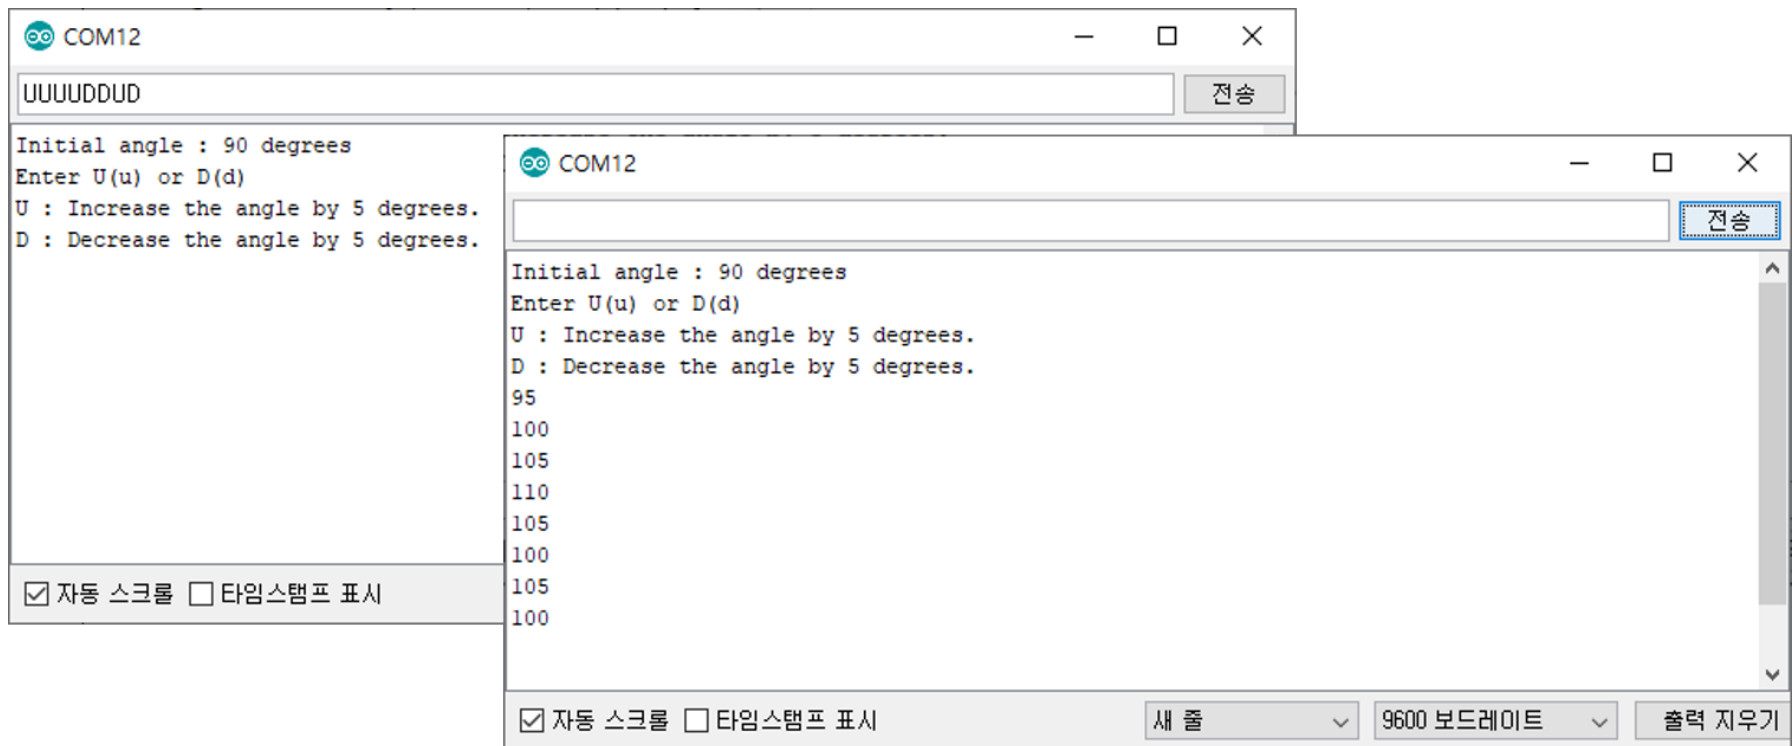 COM12
UUUUDDUD
전송
Initial angle : 90 degrees
Enter U(u) or D(d)
U : Increase the angle by 5 degrees.
D : Decrease the angle by 5 degrees.
자동 스크롤 타임스탬프 표시
COM12
전송
Initial angle : 90 degrees
Enter U(u) or D(d)
U : Increase the angle by 5 degrees.
D : Decrease the angle by 5 degrees.
95
100
105
110
105
100
105
100
자동 스크롤 타임스탬프 표시
새 줄
9600 보드레이트
출력 지우기